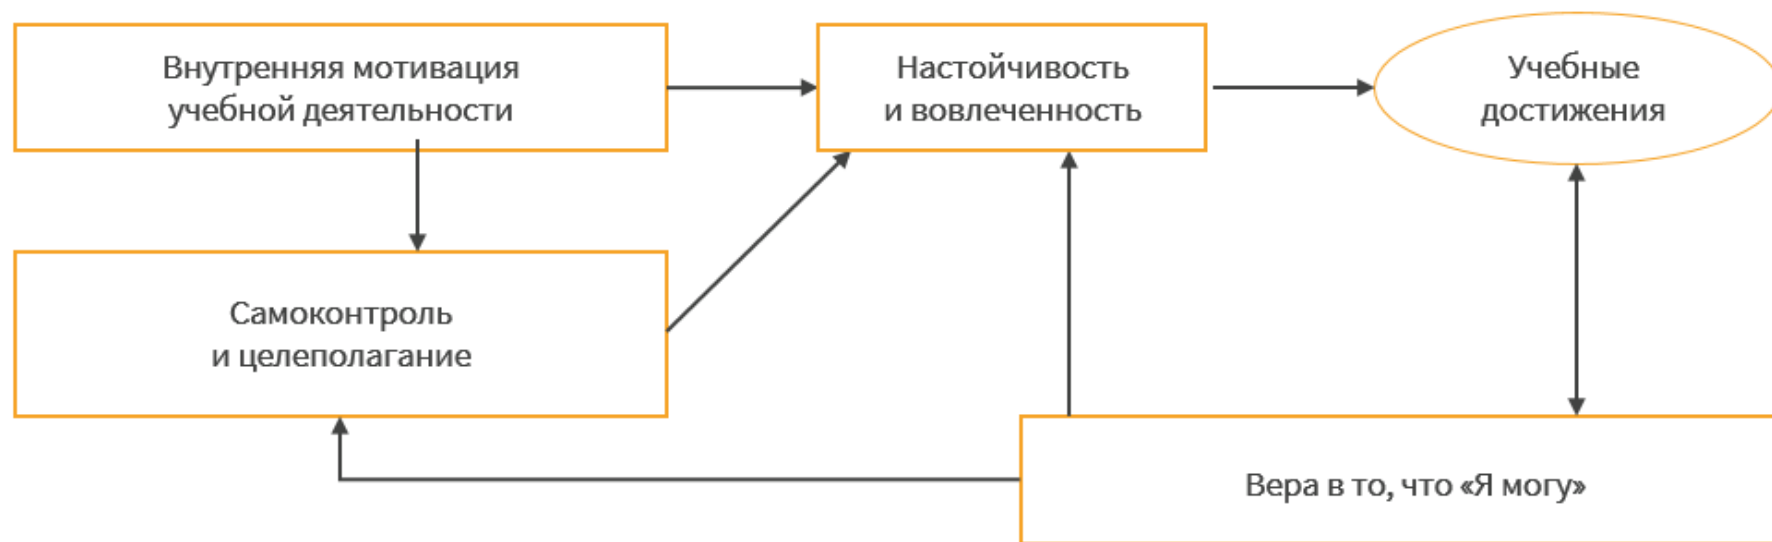 Внутренняя мотивация
учебной деятельности
Настойчивость
и вовлеченность
Учебные
достижения
Самоконтроль
и целеполагание
Вера в то, что «Я могу»